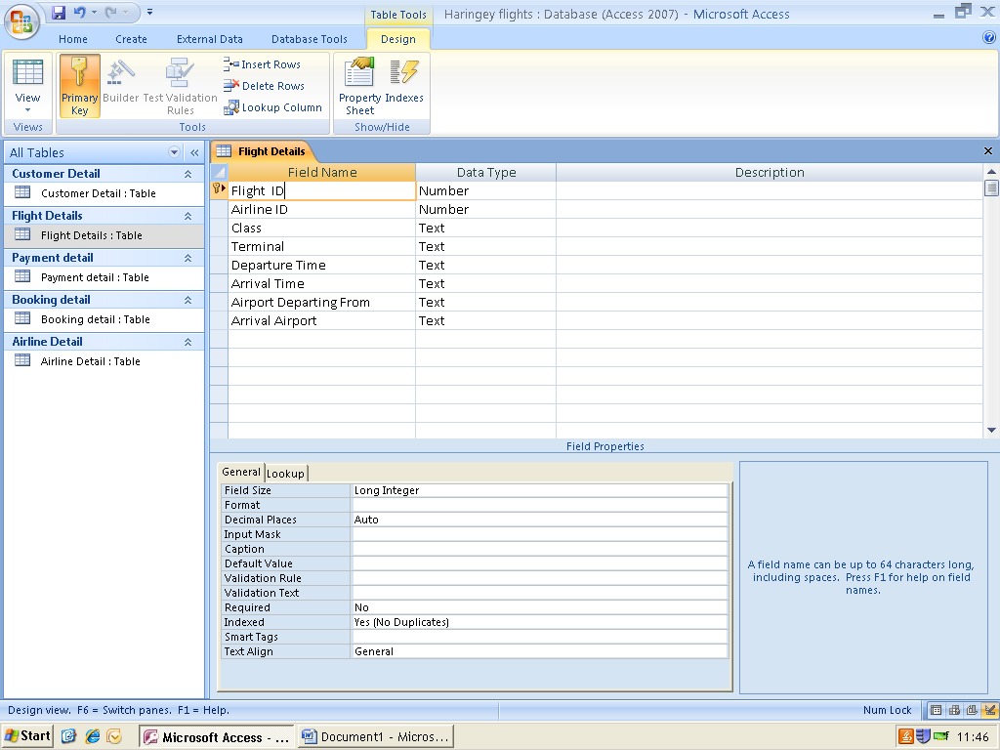 Table Tools
Haringey flights : Database (Access 2007) - Microsoft Access
Home Create External Data Database Tools Design
View
Views
Primary Key
Builder
Test Validation Rules
Insert Rows
Delete Rows
Lookup Column
Tools
Property Sheet
Indexes
Show/Hide
All Tables
Customer Detail
Customer Detail : Table
Flight Details
Flight Details : Table
Payment detail
Payment detail : Table
Booking detail
Booking detail : Table
Airline Detail
Airline Detail : Table
Flight Details
Field Name Data Type Description
Flight ID Number
Airline ID Number
Class Text
Terminal Text
Departure Time Text
Arrival Time Text
Airport Departing From Text
Arrival Airport Text
Field Properties
General Lookup
Field Size Long Integer
Format
Decimal Places Auto
Input Mask
Caption
Default Value
Validation Rule
Validation Text
Required No
Indexed Yes (No Duplicates)
Smart Tags
Text Align General
A field name can be up to 64 characters long,
including spaces. Press F1 for help on field
names.
Design view. F6 = Switch panes. F1 = Help.
Num Lock
Start
Microsoft Access - ...
Document1 - Micros...
11:46